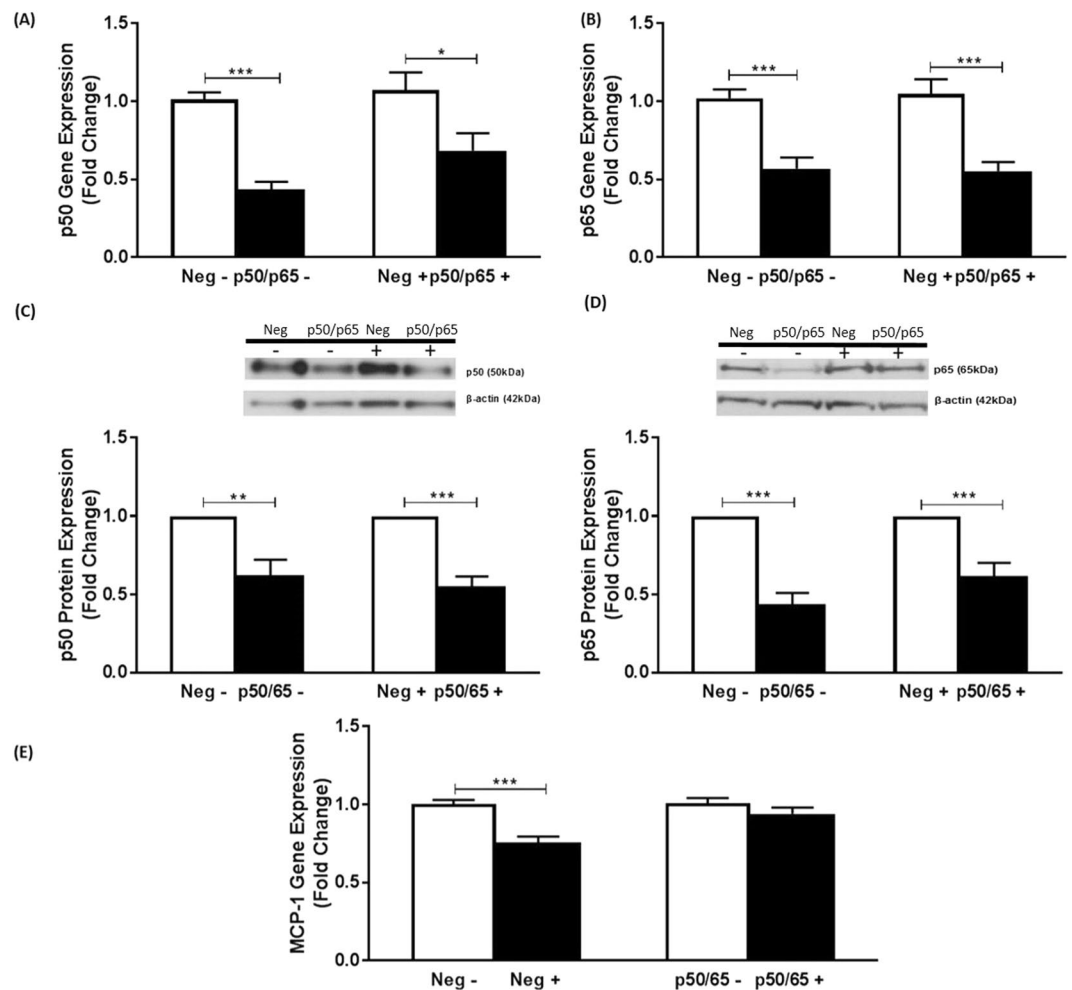 (A)
p50 Gene Expression
(Fold Change)
1.5
1.0
0.5
0.0
***
*
Neg - p50/p65 -
Neg +p50/p65 +
(B)
p65 Gene Expression
(Fold Change)
1.5
1.0
0.5
0.0
***
***
Neg - p50/p65 -
Neg +p50/p65 +
(C)
Neg p50/p65 Neg p50/p65
- - + +
p50 (50kDa)
β-actin (42kDa)
p50 Protein Expression
(Fold Change)
1.5
1.0
0.5
0.0
**
***
Neg - p50/65 -
Neg + p50/65 +
(D)
Neg p50/p65 Neg p50/p65
- - + +
p65 (65kDa)
β-actin (42kDa)
p65 Protein Expression
(Fold Change)
1.5
1.0
0.5
0.0
***
***
Neg - p50/65 -
Neg + p50/65 +
(E)
MCP-1 Gene Expression
(Fold Change)
1.5
1.0
0.5
0.0
***
Neg - Neg +
p50/65 - p50/65 +